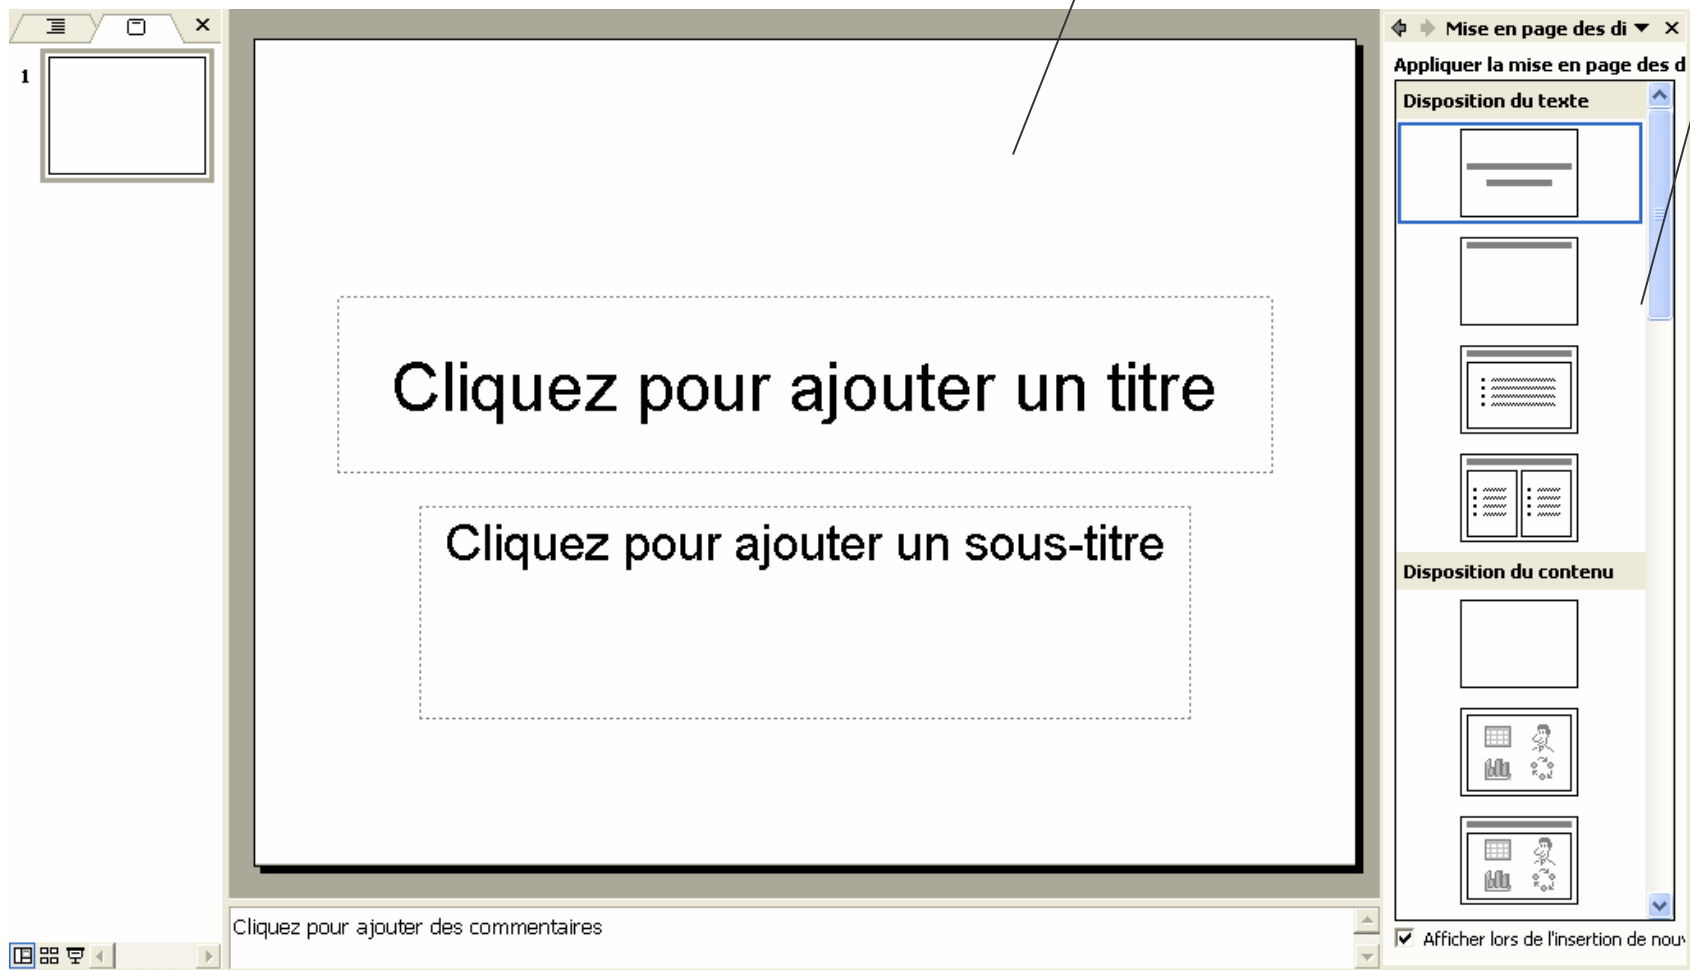 1
Cliquez pour ajouter un titre
Cliquez pour ajouter un sous-titre
Cliquez pour ajouter des commentaires
Mise en page des di
Appliquer la mise en page des d
Disposition du texte
Disposition du contenu
Afficher lors de l'insertion de nou